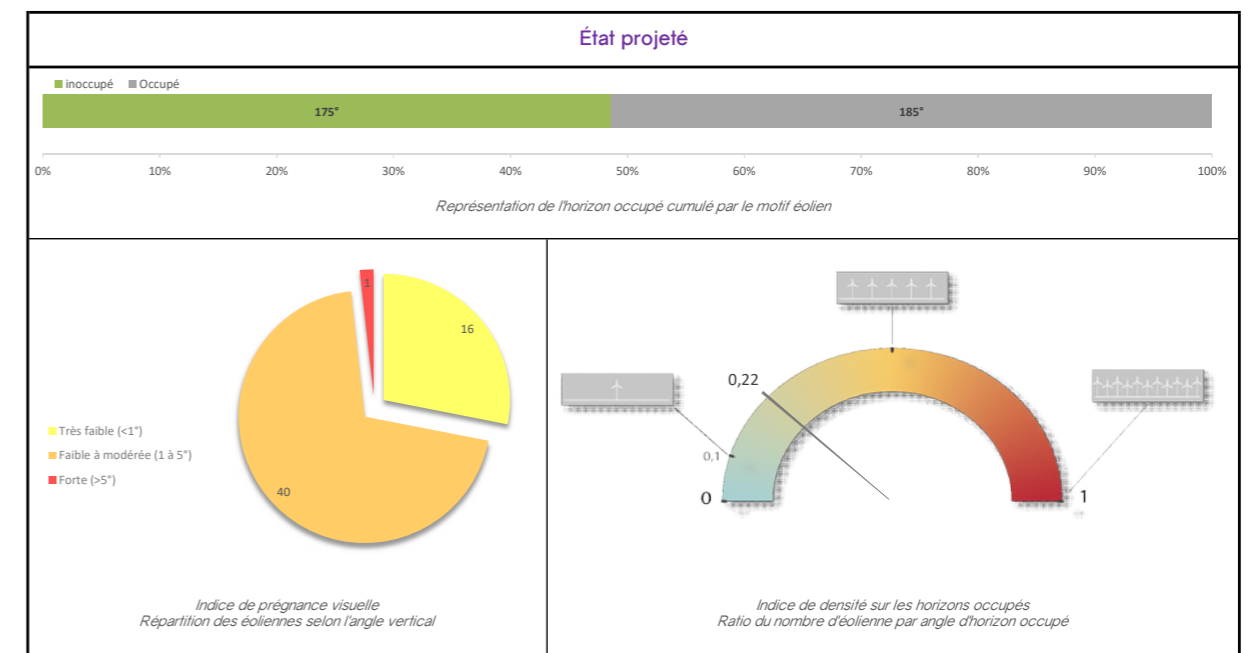 État projeté
inoccupé Occupé
175° 185°
0% 10% 20% 30% 40% 50% 60% 70% 80% 90% 100%
Représentation de l'horizon occupé cumulé par le motif éolien
1
16
40
Très faible (<1°)
Faible à modérée (1 à 5°)
Forte (>5°)
Indice de prégnance visuelle
Répartition des éoliennes selon l'angle vertical
0,22
0,1
0
1
Indice de densité sur les horizons occupés
Ratio du nombre d'éolienne par angle d'horizon occupé